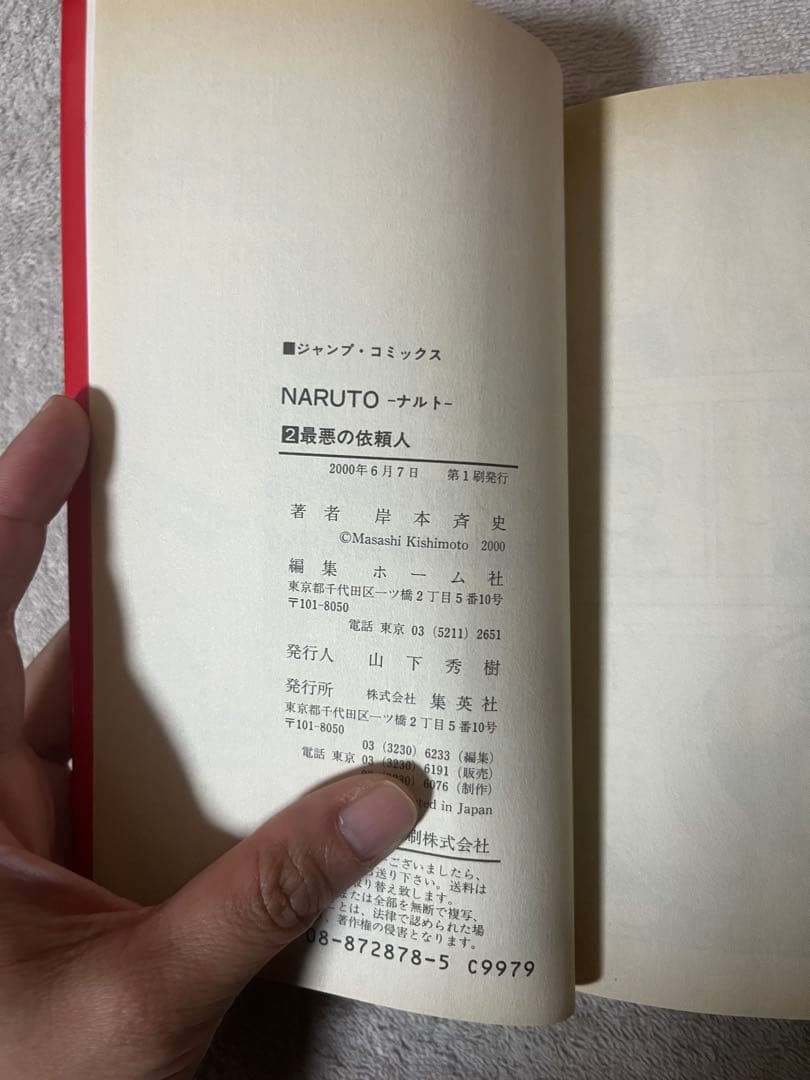 ■ジャンプ・コミックス
NARUTO -ナルト-
2最悪の依頼人
2000年6月7日 第1刷発行
著者 岸本斉史
©Masashi Kishimoto 2000
編集 ホーム社
東京都千代田区一ツ橋2丁目5番10号
〒101-8050
電話 東京 03 (5211) 2651
発行人 山下秀樹
発行所 株式会社 集英社
東京都千代田区一ツ橋2丁目5番10号
〒101-8050
03 (3230) 6233 (編集)
電話 東京 03 (3230) 6191 (販売)
6076 (制作)
in Japan
刷株式会社
ございましたら、
送り下さい。送料は
取り替え致します。
または全部を無断で複写、
ことは、法律で認められた場
、著作権の侵害となります。
08-872878-5 C9979